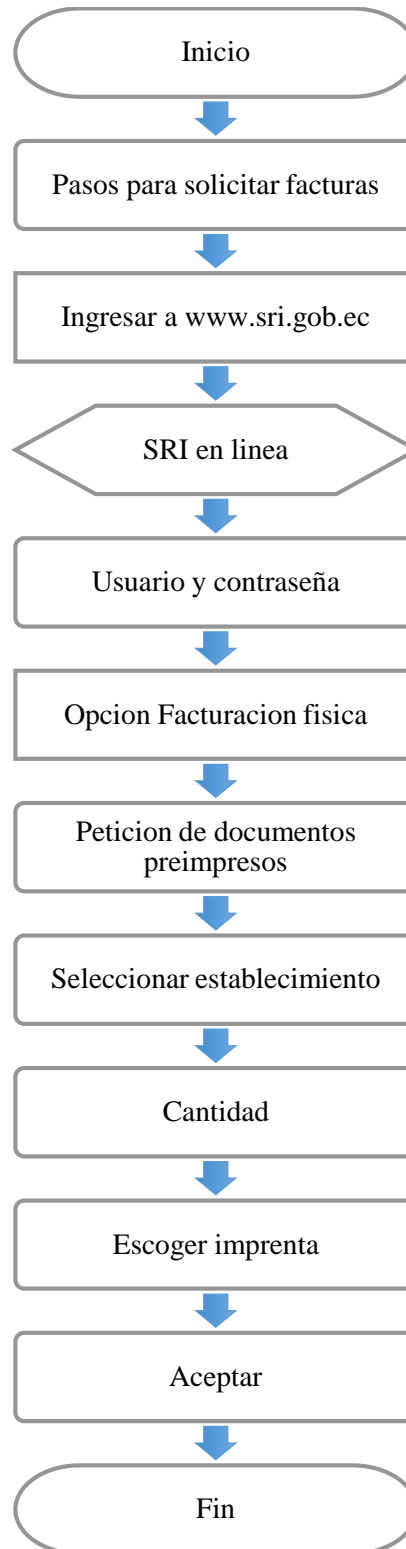 Inicio
Pasos para solicitar facturas
Ingresar a www.sri.gob.ec
SRI en linea
Usuario y contraseña
Opcion Facturacion fisica
Peticion de documentos
preimpresos
Seleccionar establecimiento
Cantidad
Escoger imprenta
Aceptar
Fin